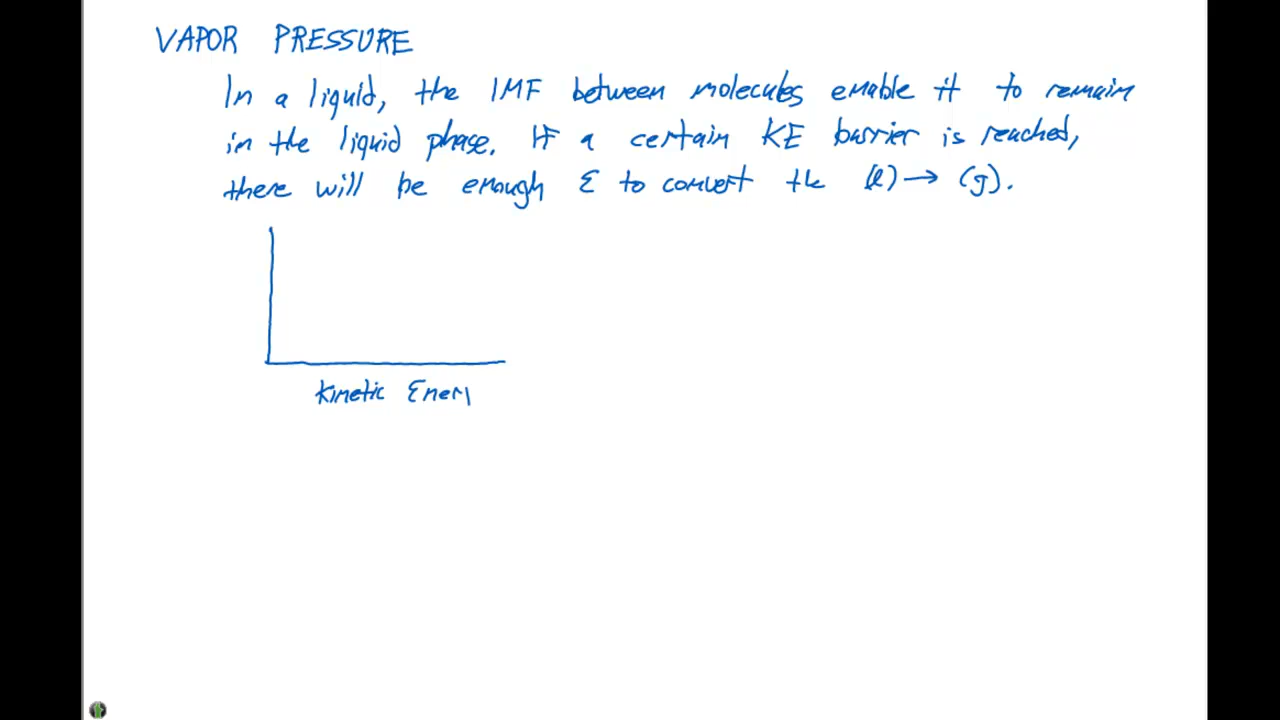 VAPOR PRESSURE
In a liquid, the IMF between molecules enable it to remain
in the liquid phase. If a certain KE barrier is reached,
there will be enough E to convert the (l) → (g).
Kinetic Ener